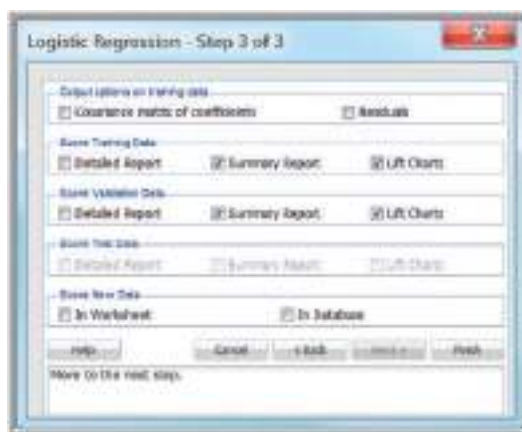 Logistic Regression - Step 3 of 3
Output options on training data
Covariance matrix of coefficients Residuals
Score Training Data
Detailed Report Summary Report Lift Charts
Score Validation Data
Detailed Report Summary Report Lift Charts
Score Test Data
Detailed Report Summary Report Lift Charts
Score New Data
In Worksheet In Database
Help Cancel < Back Next > Finish
Move to the next step.